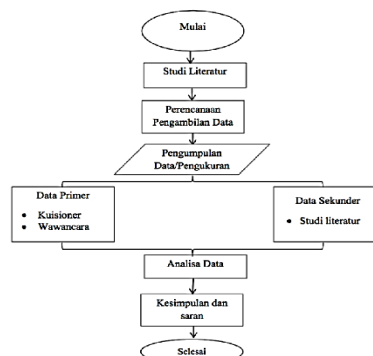 Mulai
Studi Literatur
Perencanaan
Pengambilan Data
Pengumpulan
Data/Pengukuran
Data Primer
• Kuisioner
• Wawancara
Data Sekunder
• Studi literatur
Analisa Data
Kesimpulan dan
saran
Selesai